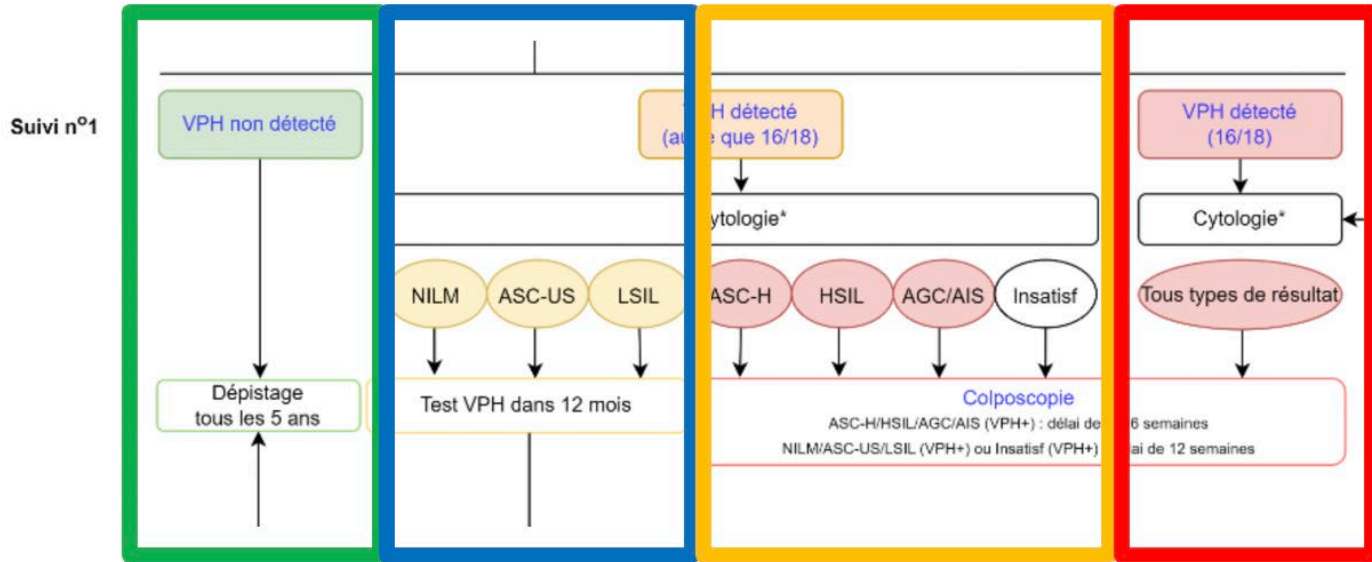 Suivi nº1
VPH non détecté
H détecté
(au e que 16/18)
VPH détecté
(16/18)
ytologie*
Cytologie*
NILM
ASC-US
LSIL
ASC-H
HSIL
AGC/AIS
Insatisf
Tous types de résultat
Dépistage
tous les 5 ans
Test VPH dans 12 mois
Colposcopie
ASC-H/HSIL/AGC/AIS (VPH+) : délai de 6 semaines
NILM/ASC-US/LSIL (VPH+) ou Insatisf (VPH+) ai de 12 semaines